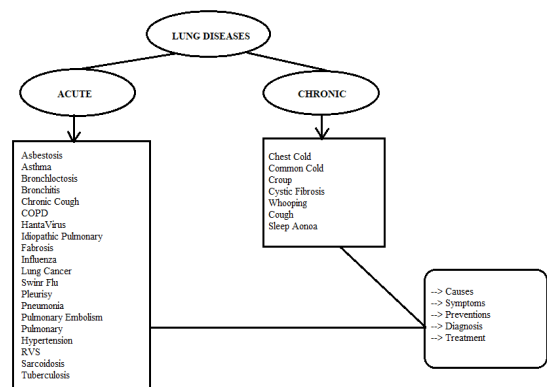 LUNG DISEASES
ACUTE
CHRONIC
Asbestosis
Asthma
Bronchloctosis
Bronchitis
Chronic Cough
COPD
HantaVirus
Idiopathic Pulmonary
Fabrosis
Influenza
Lung Cancer
Swinr Flu
Pleurisy
Pneumonia
Pulmonary Embolism
Pulmonary
Hypertension
RVS
Sarcoidosis
Tuberculosis
Chest Cold
Common Cold
Croup
Cystic Fibrosis
Whooping
Cough
Sleep Aonoa
--> Causes
--> Symptoms
--> Preventions
--> Diagnosis
--> Treatment